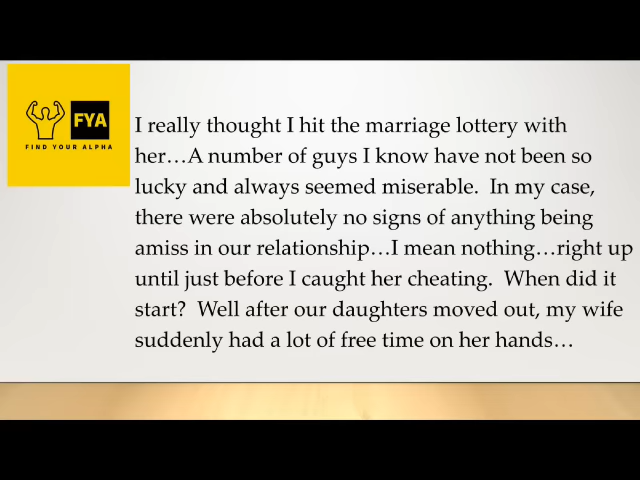 FYA
FIND YOUR ALPHA
I really thought I hit the marriage lottery with
her…A number of guys I know have not been so
lucky and always seemed miserable.  In my case,
there were absolutely no signs of anything being
amiss in our relationship…I mean nothing…right up
until just before I caught her cheating.  When did it
start?  Well after our daughters moved out, my wife
suddenly had a lot of free time on her hands…